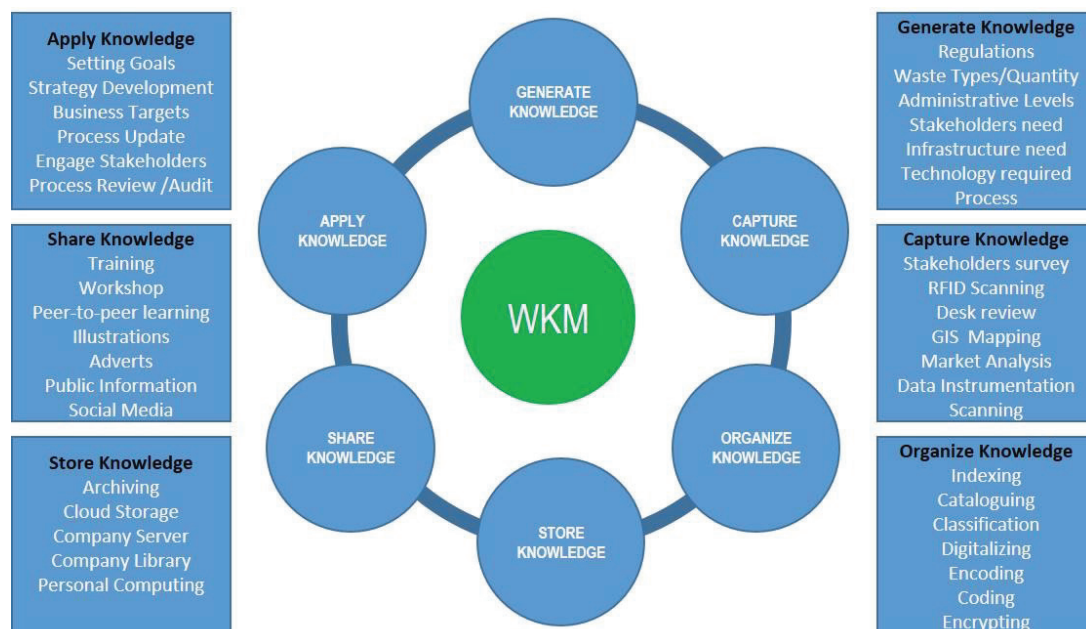 Apply Knowledge
Setting Goals
Strategy Development
Business Targets
Process Update
Engage Stakeholders
Process Review /Audit
Share Knowledge
Training
Workshop
Peer-to-peer learning
Illustrations
Adverts
Public Information
Social Media
Store Knowledge
Archiving
Cloud Storage
Company Server
Company Library
Personal Computing
GENERATE
KNOWLEDGE
CAPTURE
KNOWLEDGE
ORGANIZE
KNOWLEDGE
STORE
KNOWLEDGE
SHARE
KNOWLEDGE
APPLY
KNOWLEDGE
WKM
Generate Knowledge
Regulations
Waste Types/Quantity
Administrative Levels
Stakeholders need
Infrastructure need
Technology required
Process
Capture Knowledge
Stakeholders survey
RFID Scanning
Desk review
GIS Mapping
Market Analysis
Data Instrumentation
Scanning
Organize Knowledge
Indexing
Cataloguing
Classification
Digitalizing
Encoding
Coding
Encrypting